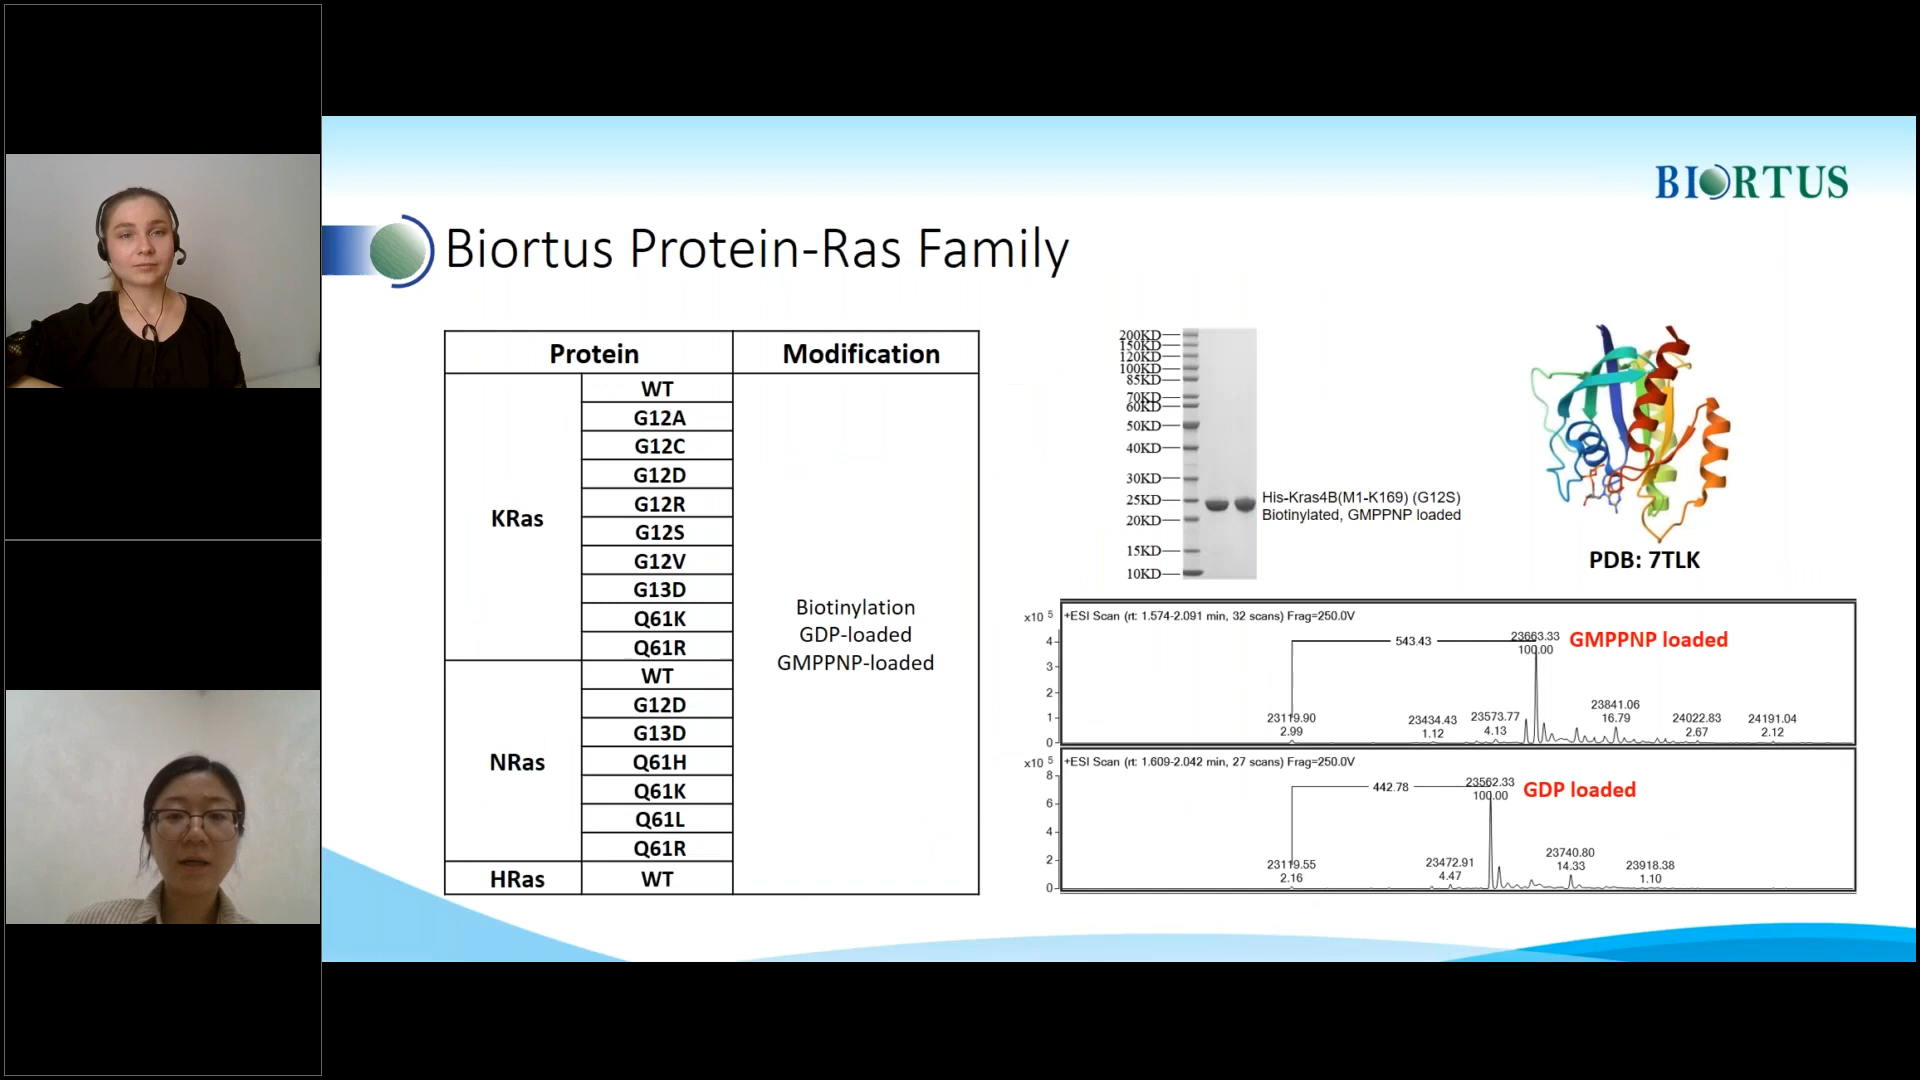 BIORTUS
Biortus Protein-Ras Family
Protein Modification
KRas
WT
G12A
G12C
G12D
G12R
G12S
G12V
G13D
Q61K
Q61R
NRas
WT
G12D
G13D
Q61H
Q61K
Q61L
Q61R
HRas
WT
Biotinylation
GDP-loaded
GMPPNP-loaded
200KD
150KD
120KD
100KD
85KD
70KD
60KD
50KD
40KD
30KD
25KD
20KD
15KD
10KD
His-Kras4B(M1-K169) (G12S)
Biotinylated, GMPPNP loaded
PDB: 7TLK
x10 5 +ESI Scan (rt: 1.574-2.091 min, 32 scans) Frag=250.0V
4
3
2
1
0
543.43
23663.33
100.00
GMPPNP loaded
23119.90
2.99
23434.43
1.12
23573.77
4.13
23841.06
16.79
24022.83
2.67
24191.04
2.12
x10 5 +ESI Scan (rt: 1.609-2.042 min, 27 scans) Frag=250.0V
8
6
4
2
0
442.78
23562.33
100.00
GDP loaded
23119.55
2.16
23472.91
4.47
23740.80
14.33
23918.38
1.10